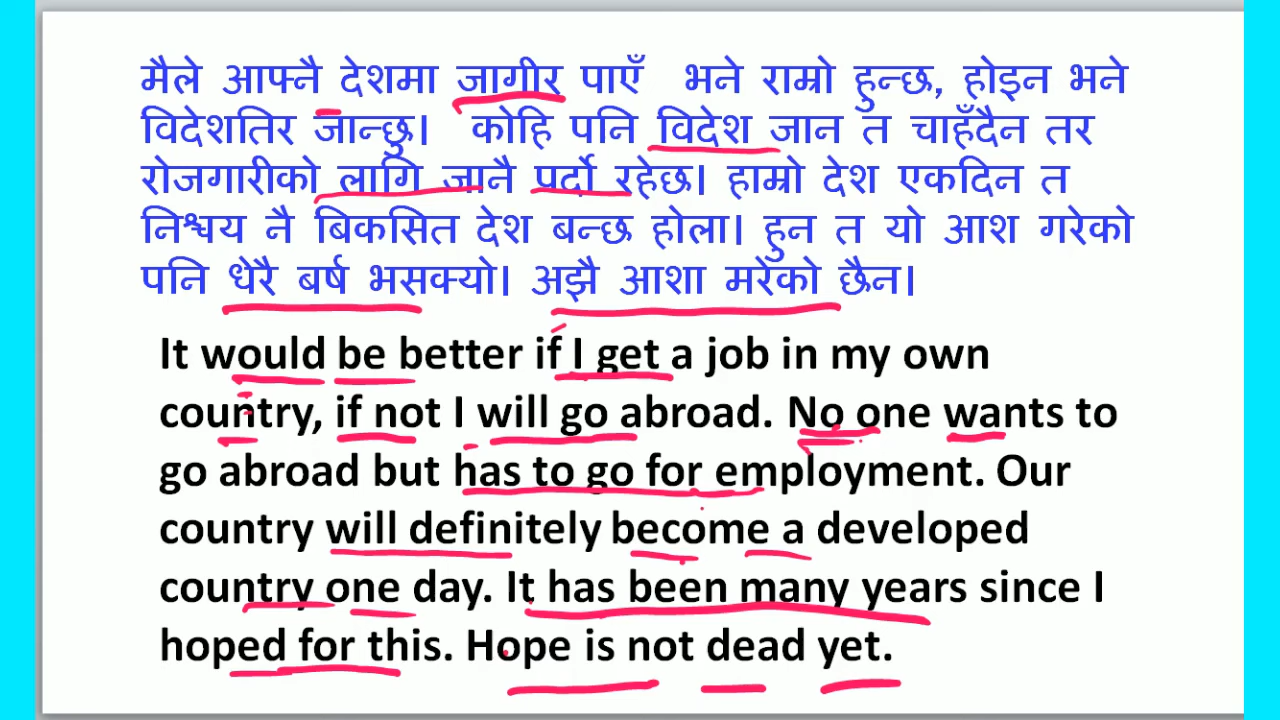 मैले आफ्नै देशमा जागीर पाएँ भने राम्रो हुन्छ, होइन भने
विदेशतिर जान्छु। कोहि पनि विदेश जान त चाहँदैन तर
रोजगारीको लागि जानै पर्दो रहेछ। हाम्रो देश एकदिन त
निश्चय नै बिकसित देश बन्छ होला। हुन त यो आश गरेको
पनि धेरै बर्ष भसक्यो। अझै आशा मरेको छैन।
It would be better if I get a job in my own
country, if not I will go abroad. No one wants to
go abroad but has to go for employment. Our
country will definitely become a developed
country one day. It has been many years since I
hoped for this. Hope is not dead yet.